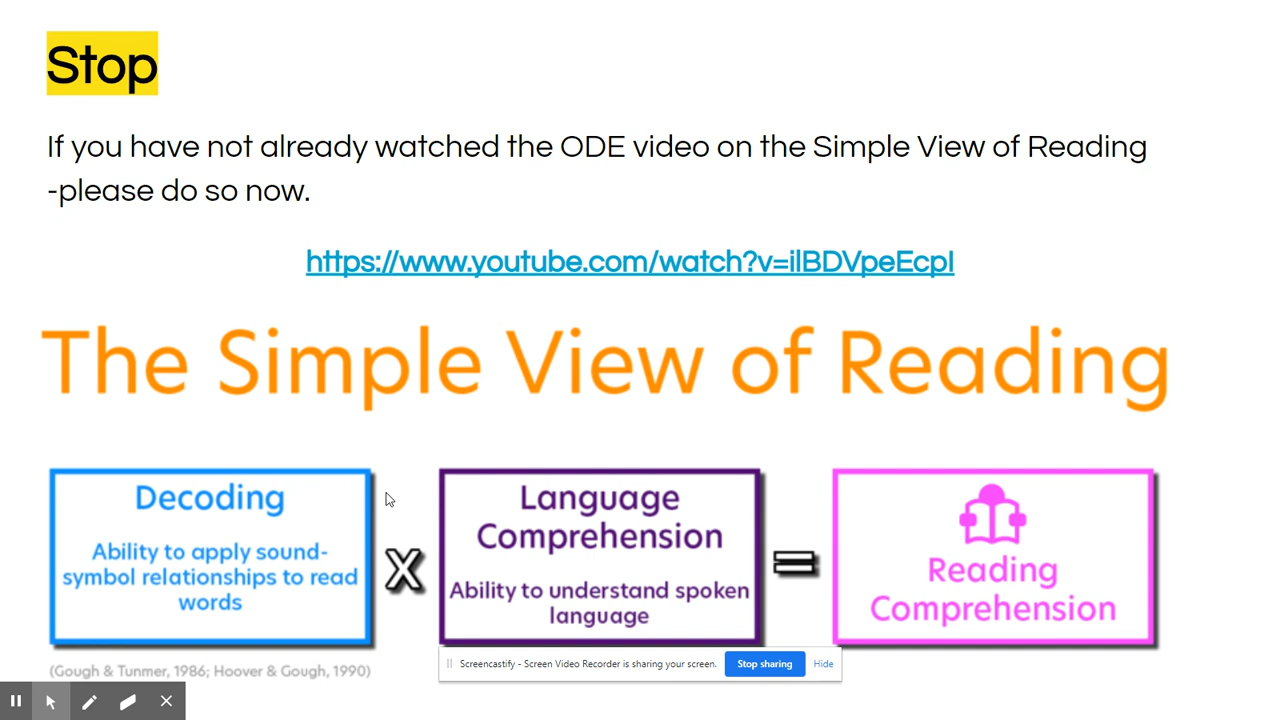 Stop
If you have not already watched the ODE video on the Simple View of Reading
-please do so now.
https://www.youtube.com/watch?v=ilBDVpeEcpI
The Simple View of Reading
Decoding
Ability to apply sound-
symbol relationships to read
words
x
Language
Comprehension
Ability to understand spoken
language
=
Reading
Comprehension
(Gough & Tunmer, 1986; Hoover & Gough, 1990)
Screencastify - Screen Video Recorder is sharing your screen. Stop sharing Hide